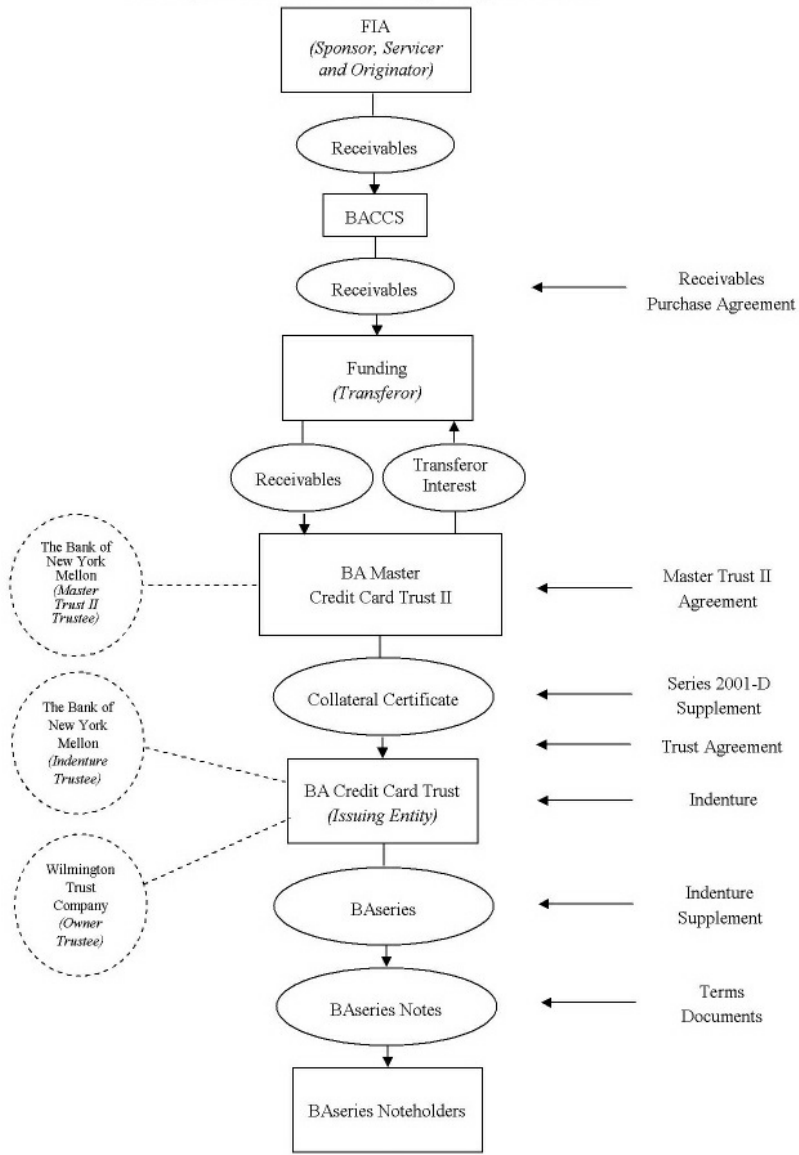 FIA
(Sponsor, Servicer
and Originator)
Receivables
BACCS
Receivables
Receivables
Purchase Agreement
Funding
(Transferor)
Receivables
Transferor
Interest
The Bank of
New York
Mellon
(Master
Trust II
Trustee)
BA Master
Credit Card Trust II
Master Trust II
Agreement
Collateral Certificate
Series 2001-D
Supplement
The Bank of
New York
Mellon
(Indenture
Trustee)
Trust Agreement
BA Credit Card Trust
(Issuing Entity)
Indenture
Wilmington
Trust
Company
(Owner
Trustee)
BAseries
Indenture
Supplement
BAseries Notes
Terms
Documents
BAseries Noteholders